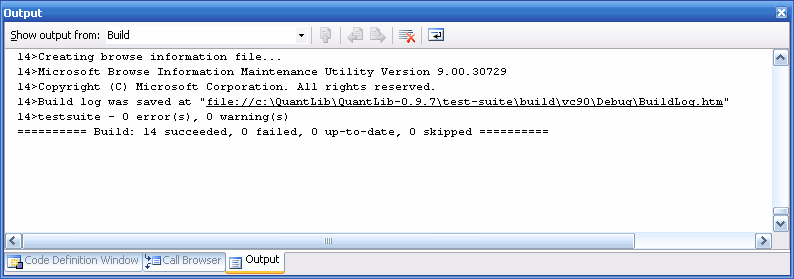 Output
Show output from: Build
14>Creating browse information file...
14>Microsoft Browse Information Maintenance Utility Version 9.00.30729
14>Copyright (C) Microsoft Corporation. All rights reserved.
14>Build log was saved at "file://c:\QuantLib\QuantLib-0.9.7\test-suite\build\vc90\Debug\BuildLog.htm"
14>testsuite - 0 error(s), 0 warning(s)
========== Build: 14 succeeded, 0 failed, 0 up-to-date, 0 skipped ==========
Code Definition Window Call Browser Output